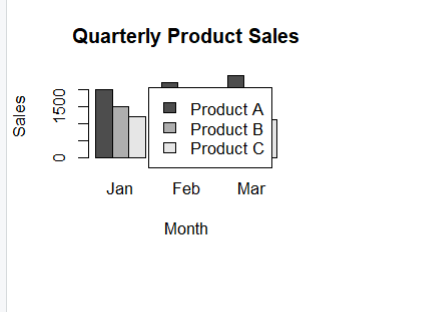 Quarterly Product Sales
Sales
1500
0
Product A
Product B
Product C
Jan Feb Mar
Month